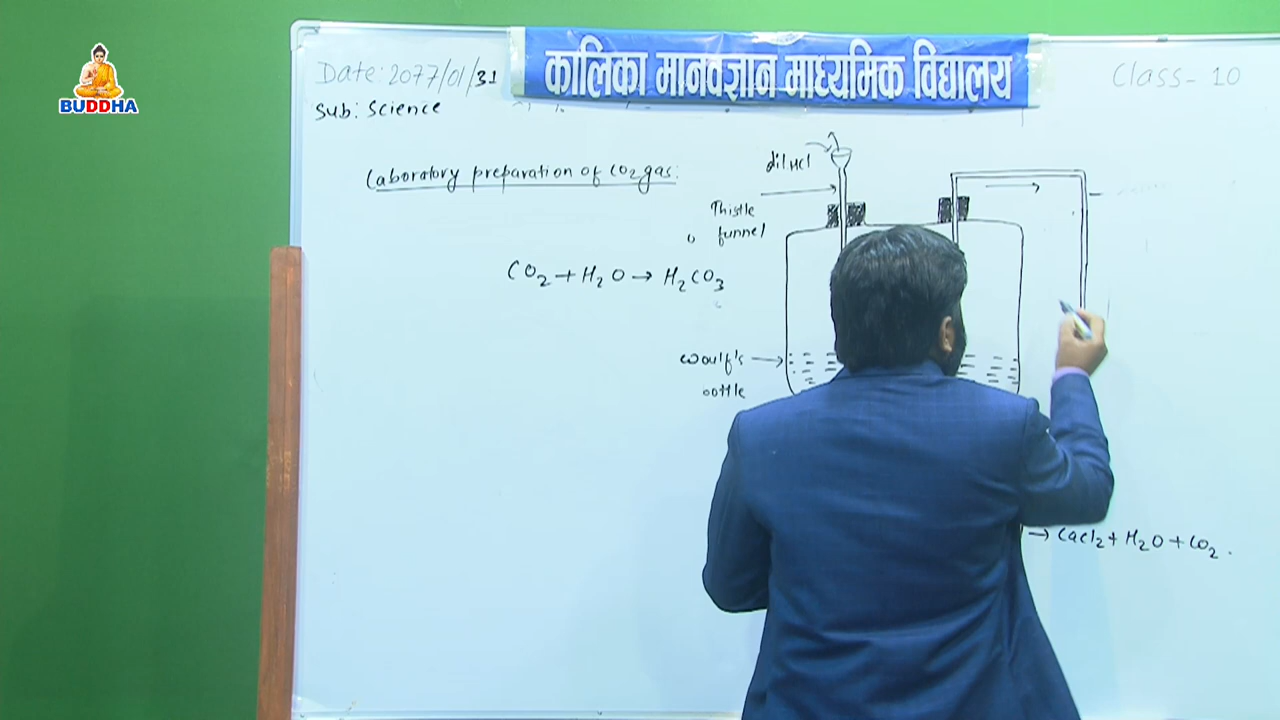 BUDDHA
कालिका मानवज्ञान माध्यमिक विद्यालय
Date: 2077/01/31
Class- 10
Sub: Science
Laboratory preparation of CO2 gas:
dil HCl
Thistle
funnel
CO2 + H2O → H2CO3
woulf's
bottle
→ CaCl2 + H2O + CO2.